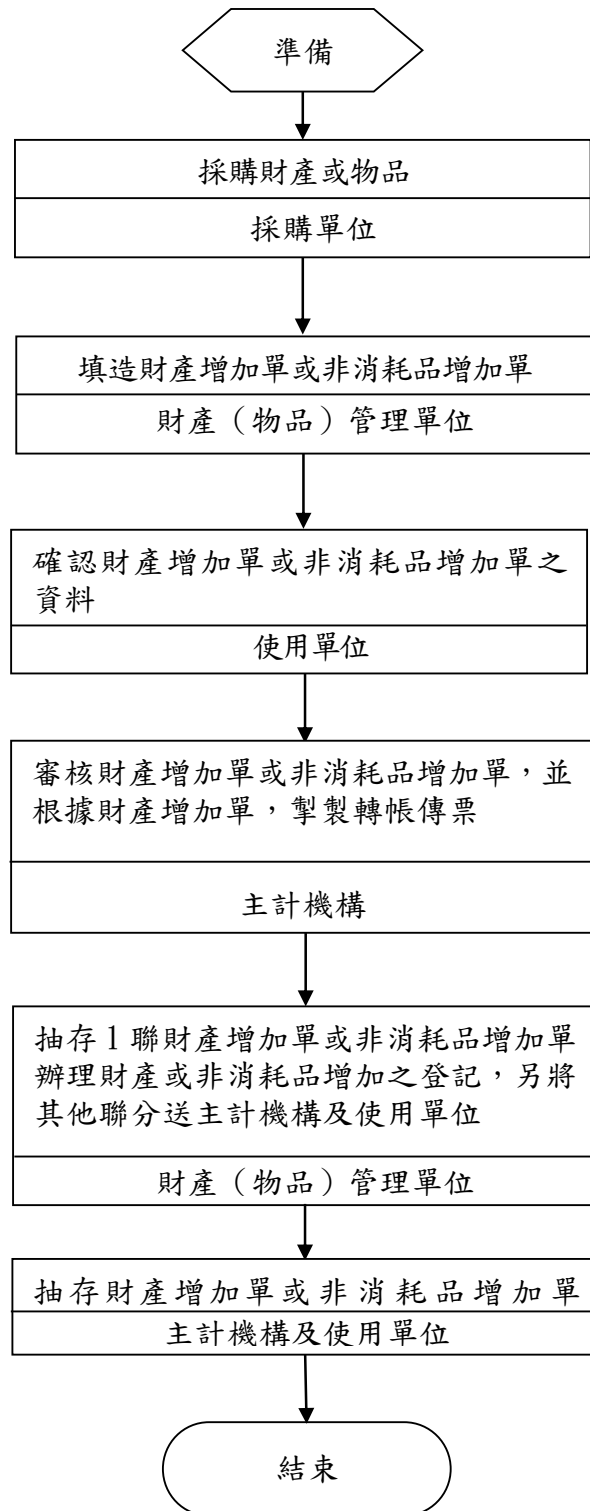 準備
採購財產或物品
採購單位
填造財產增加單或非消耗品增加單
財產（物品）管理單位
確認財產增加單或非消耗品增加單之
資料
使用單位
審核財產增加單或非消耗品增加單，並
根據財產增加單，掣製轉帳傳票
主計機構
抽存1聯財產增加單或非消耗品增加單
辦理財產或非消耗品增加之登記，另將
其他聯分送主計機構及使用單位
財產（物品）管理單位
抽存財產增加單或非消耗品增加單
主計機構及使用單位
結束